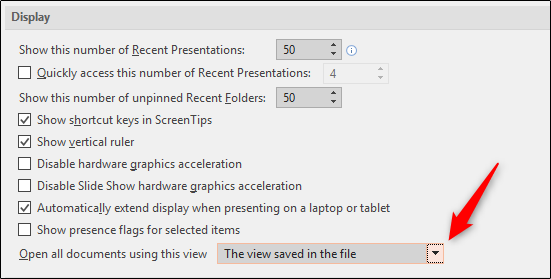 Display
Show this number of Recent Presentations: 50
Quickly access this number of Recent Presentations: 4
Show this number of unpinned Recent Folders: 50
Show shortcut keys in ScreenTips
Show vertical ruler
Disable hardware graphics acceleration
Disable Slide Show hardware graphics acceleration
Automatically extend display when presenting on a laptop or tablet
Show presence flags for selected items
Open all documents using this view The view saved in the file